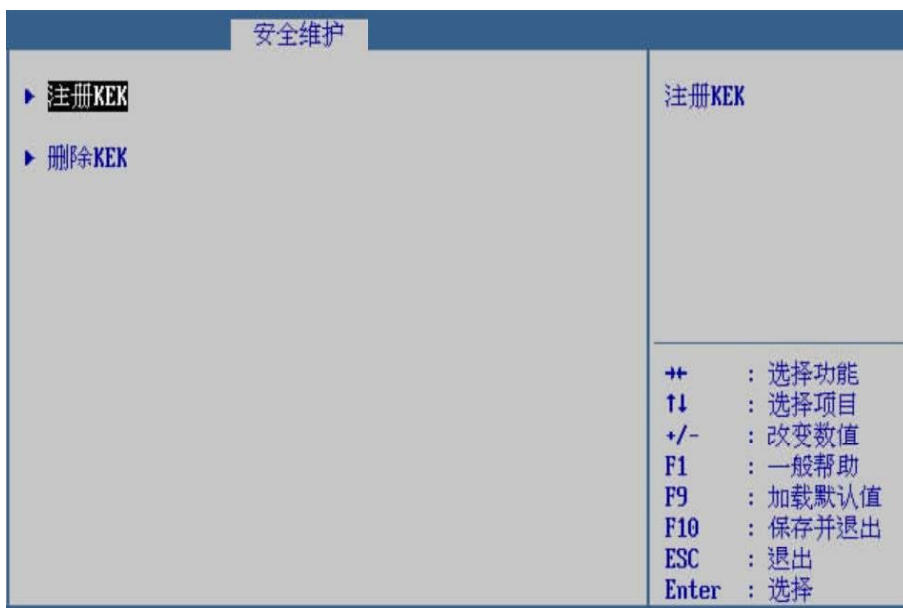 安全维护
注册KEK
删除KEK
注册KEK
→← : 选择功能
↑↓ : 选择项目
+/- : 改变数值
F1 : 一般帮助
F9 : 加载默认值
F10 : 保存并退出
ESC : 退出
Enter : 选择